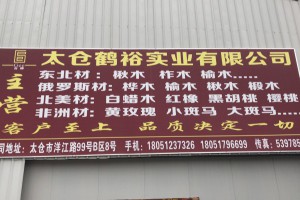 太仓鹤裕实业有限公司
主营
东北材：楸木 柞木 榆木.....
俄罗斯材：桦木 榆木 楸木 椴木
北美材：白蜡木 红橡 黑胡桃 樱桃
非洲材：黄玫瑰 小斑马 大斑马.....
客户至上 品质决定一切
司地址：太仓市洋江路99号B区8号 手机：18051237326 18051796699 传真：539785